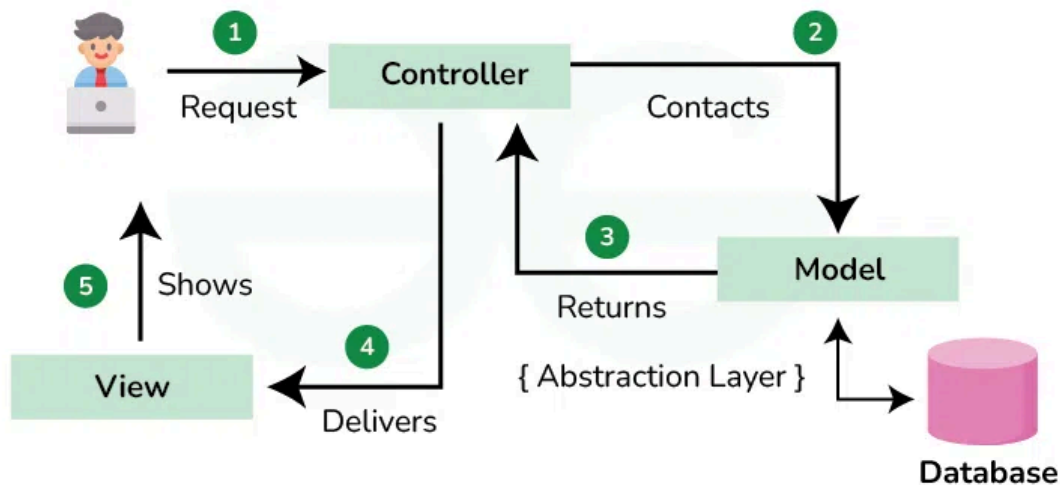 1
2
Controller
Request
Contacts
3
Model
5
Shows
Returns
4
{ Abstraction Layer }
View
Delivers
Database